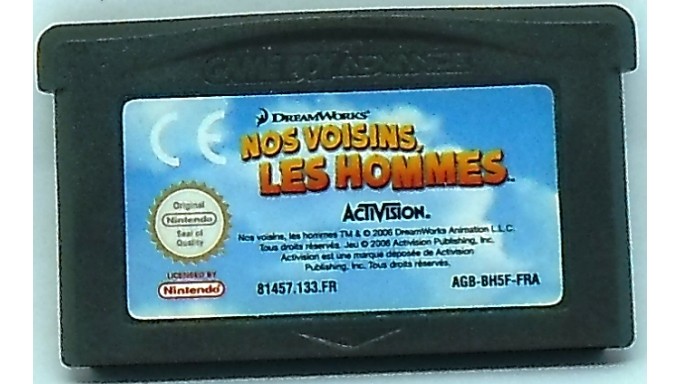 GAME BOY ADVANCE
CE
DREAMWORKS
NOS VOISINS,
LES HOMMES™
ACTIVISION.
Original
Nintendo
Seal of
Quality
Nos voisins, les hommes TM & © 2006 DreamWorks Animation L.L.C.
Tous droits réservés. Jeu © 2006 Activision Publishing, Inc.
Activision est une marque déposée de Activision
Publishing, Inc. Tous droits réservés.
LICENSED BY
Nintendo
81457.133.FR
AGB-BH5F-FRA